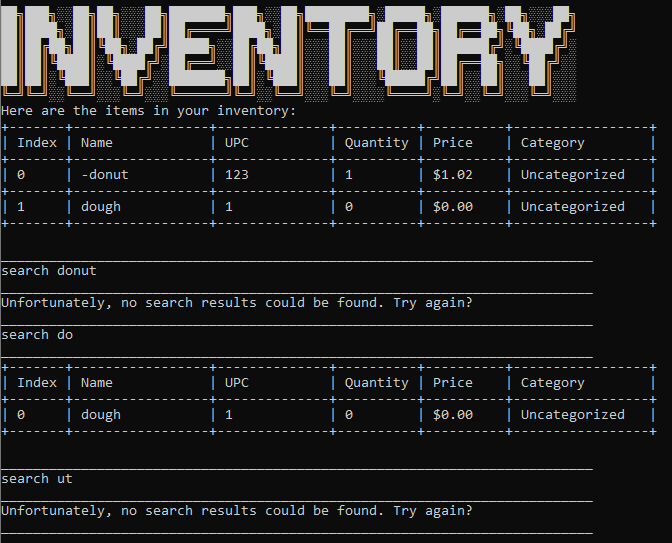 INVENTORY
Here are the items in your inventory:
Index | Name | UPC | Quantity | Price | Category
0 | -donut | 123 | 1 | $1.02 | Uncategorized
1 | dough | 1 | 0 | $0.00 | Uncategorized
search donut
Unfortunately, no search results could be found. Try again?
search do
Index | Name | UPC | Quantity | Price | Category
0 | dough | 1 | 0 | $0.00 | Uncategorized
search ut
Unfortunately, no search results could be found. Try again?